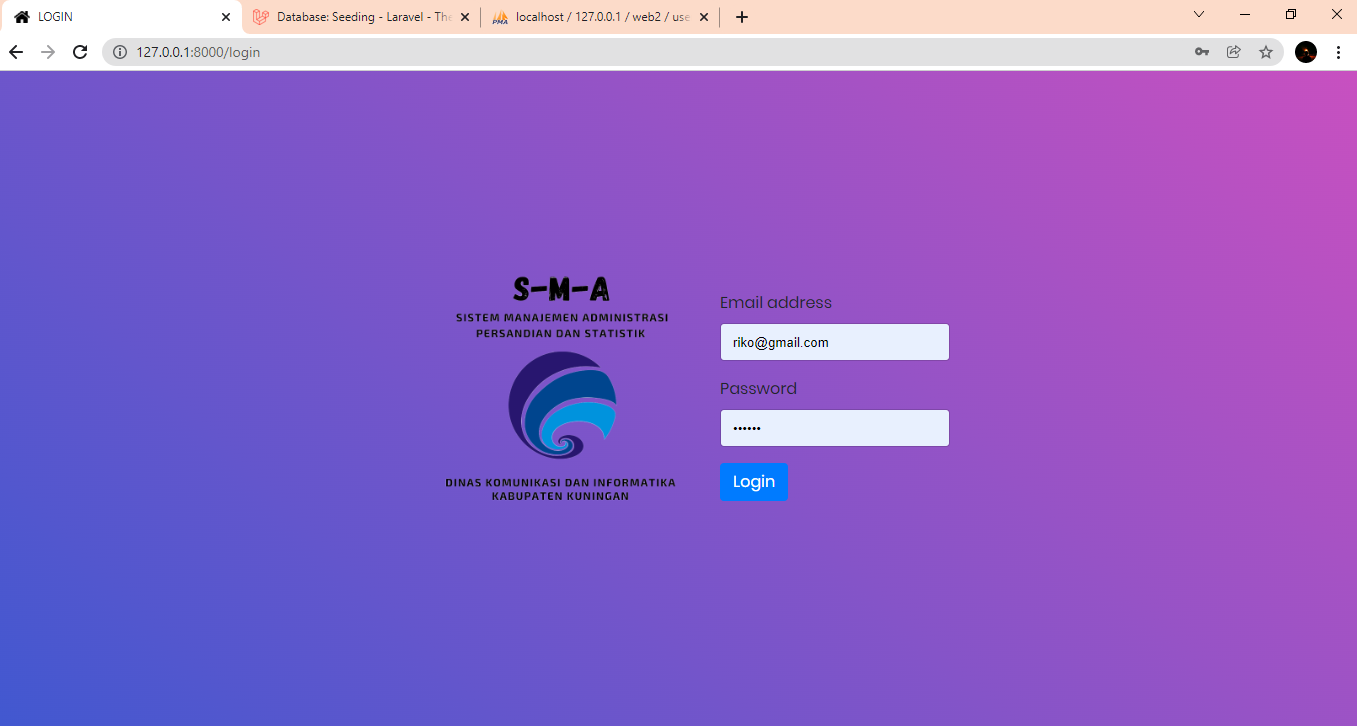 LOGIN
Database: Seeding - Laravel - The
localhost / 127.0.0.1 / web2 / use
127.0.0.1:8000/login
S-M-A
SISTEM MANAJEMEN ADMINISTRASI
PERSANDIAN DAN STATISTIK
DINAS KOMUNIKASI DAN INFORMATIKA
KABUPATEN KUNINGAN
Email address
riko@gmail.com
Password
••••••
Login